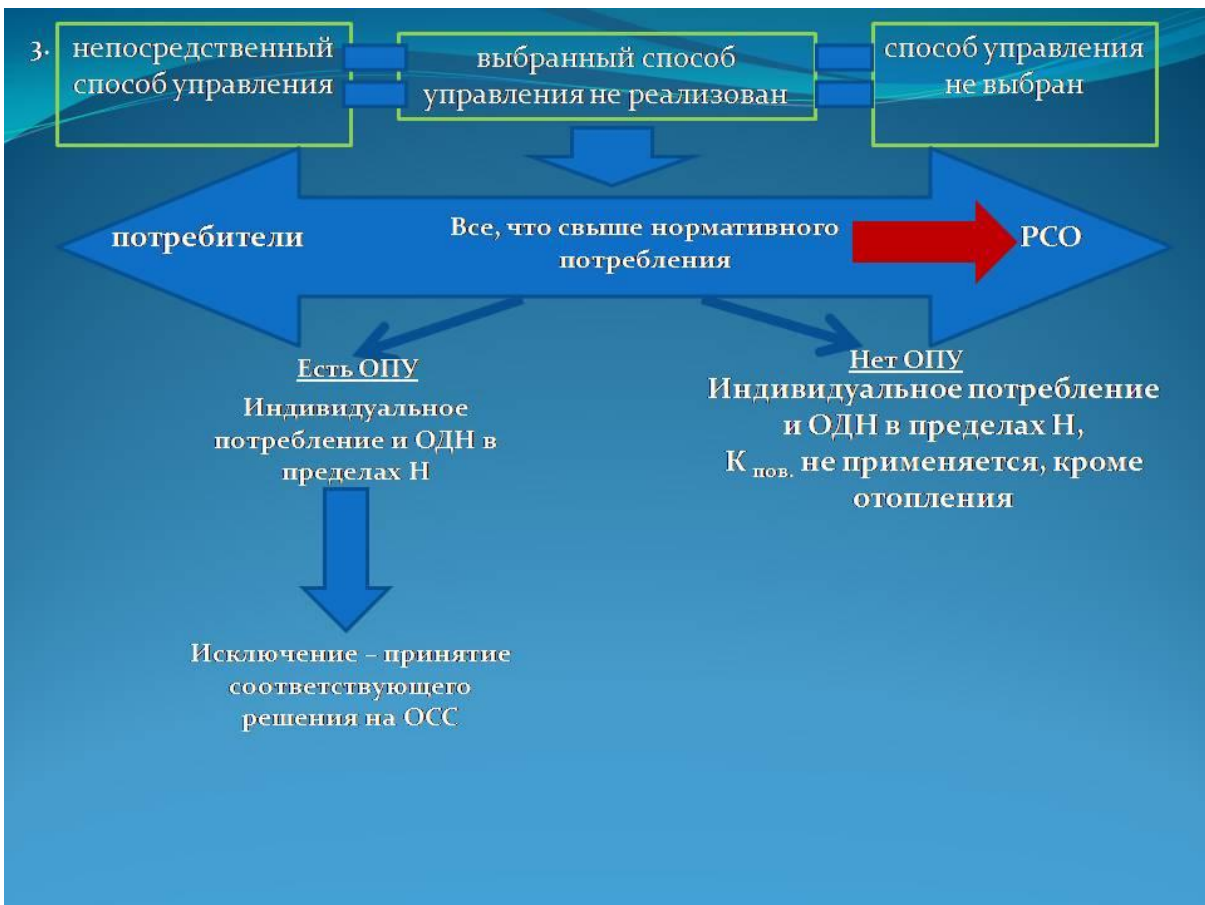 3.
непосредственный
способ управления
выбранный способ
управления не реализован
способ управления
не выбран
потребители
Все, что свыше нормативного
потребления
РСО
Есть ОПУ
Индивидуальное
потребление и ОДН в
пределах Н
Исключение – принятие
соответствующего
решения на ОСС
Нет ОПУ
Индивидуальное потребление
и ОДН в пределах Н,
К пов. не применяется, кроме
отопления